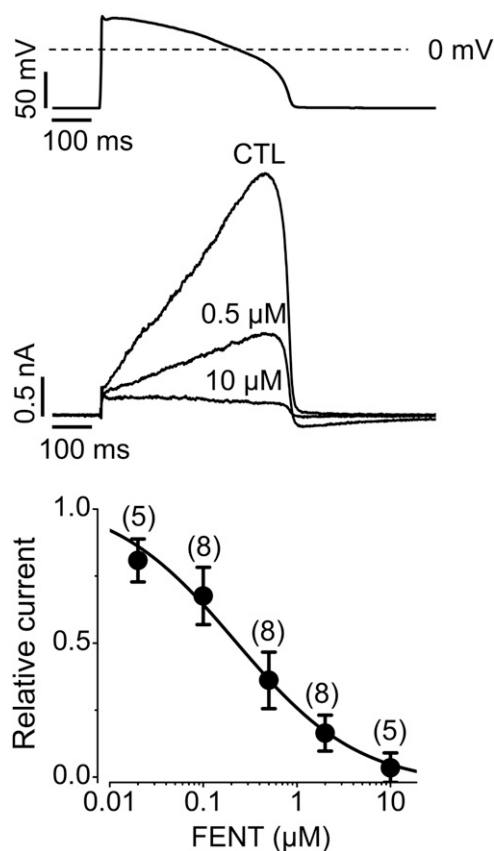 0 mV
50 mV
100 ms
CTL
0.5 µM
10 µM
0.5 nA
100 ms
1.0
(5)
(8)
0.5
(8)
(8)
(5)
0.0
Relative current
0.01 0.1 1 10
FENT (µM)